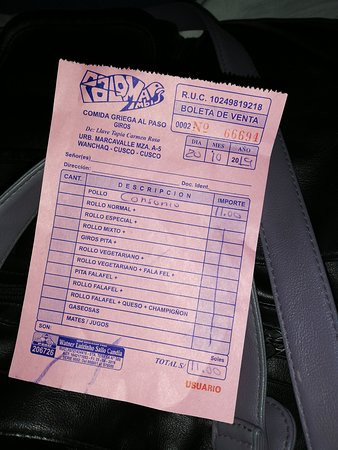 COMIDA GRIEGA AL PASO
GIROS
De: Llave Tapia Carmen Rosa
URB. MARCAVALLE MZA. A-5
WANCHAQ - CUSCO - CUSCO
R.U.C. 10249819218
BOLETA DE VENTA
0002 Nº 66694
DIA MES AÑO
20 10 2019
Señor(es)
Doc. Ident.
Dirección:
CANT. DESCRIPCION IMPORTE
Consumo 11.00
POLLO
ROLLO NORMAL +
ROLLO ESPECIAL +
ROLLO MIXTO +
GIROS PITA +
ROLLO VEGETARIANO +
ROLLO VEGETARIANO + FALAFEL +
PITA FALAFEL +
ROLLO FALAFEL +
ROLLO FALAFEL + QUESO + CHAMPIÑON
GASEOSAS
MATES / JUGOS
SON:
Soles
206726
TOTAL S/ 11.00
USUARIO